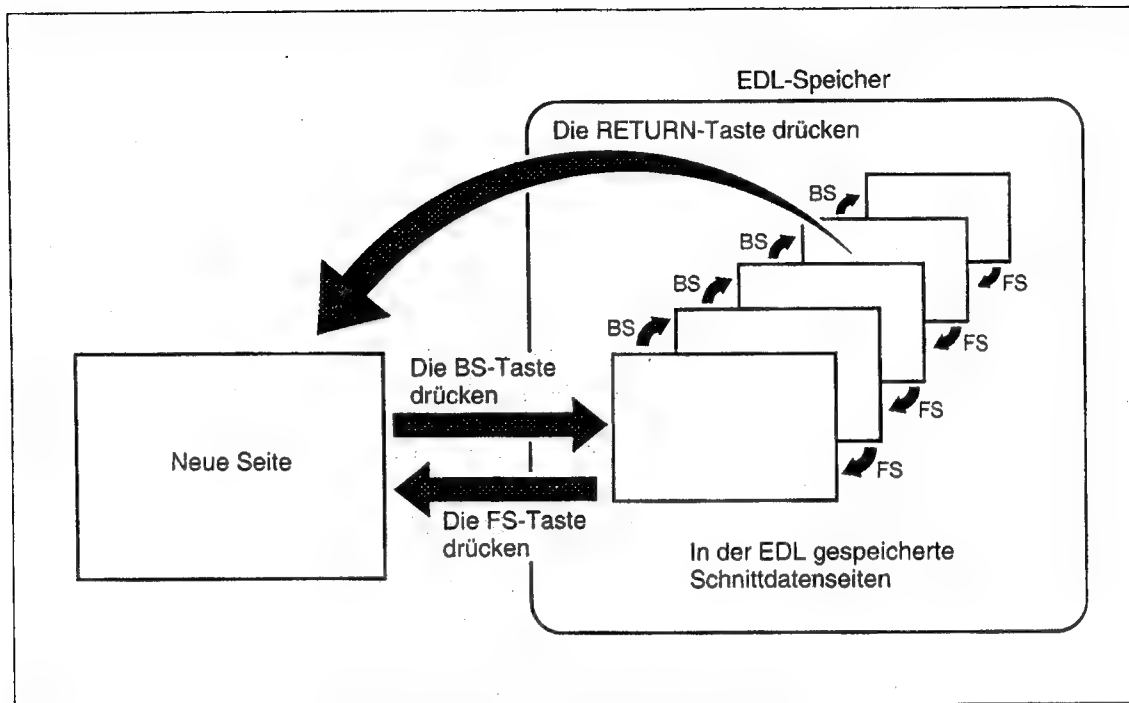 EDL-Speicher
Die RETURN-Taste drücken
BS
BS
BS
BS
FS
FS
FS
FS
Die BS-Taste
drücken
Neue Seite
Die FS-Taste
drücken
In der EDL gespeicherte
Schnittdatenseiten